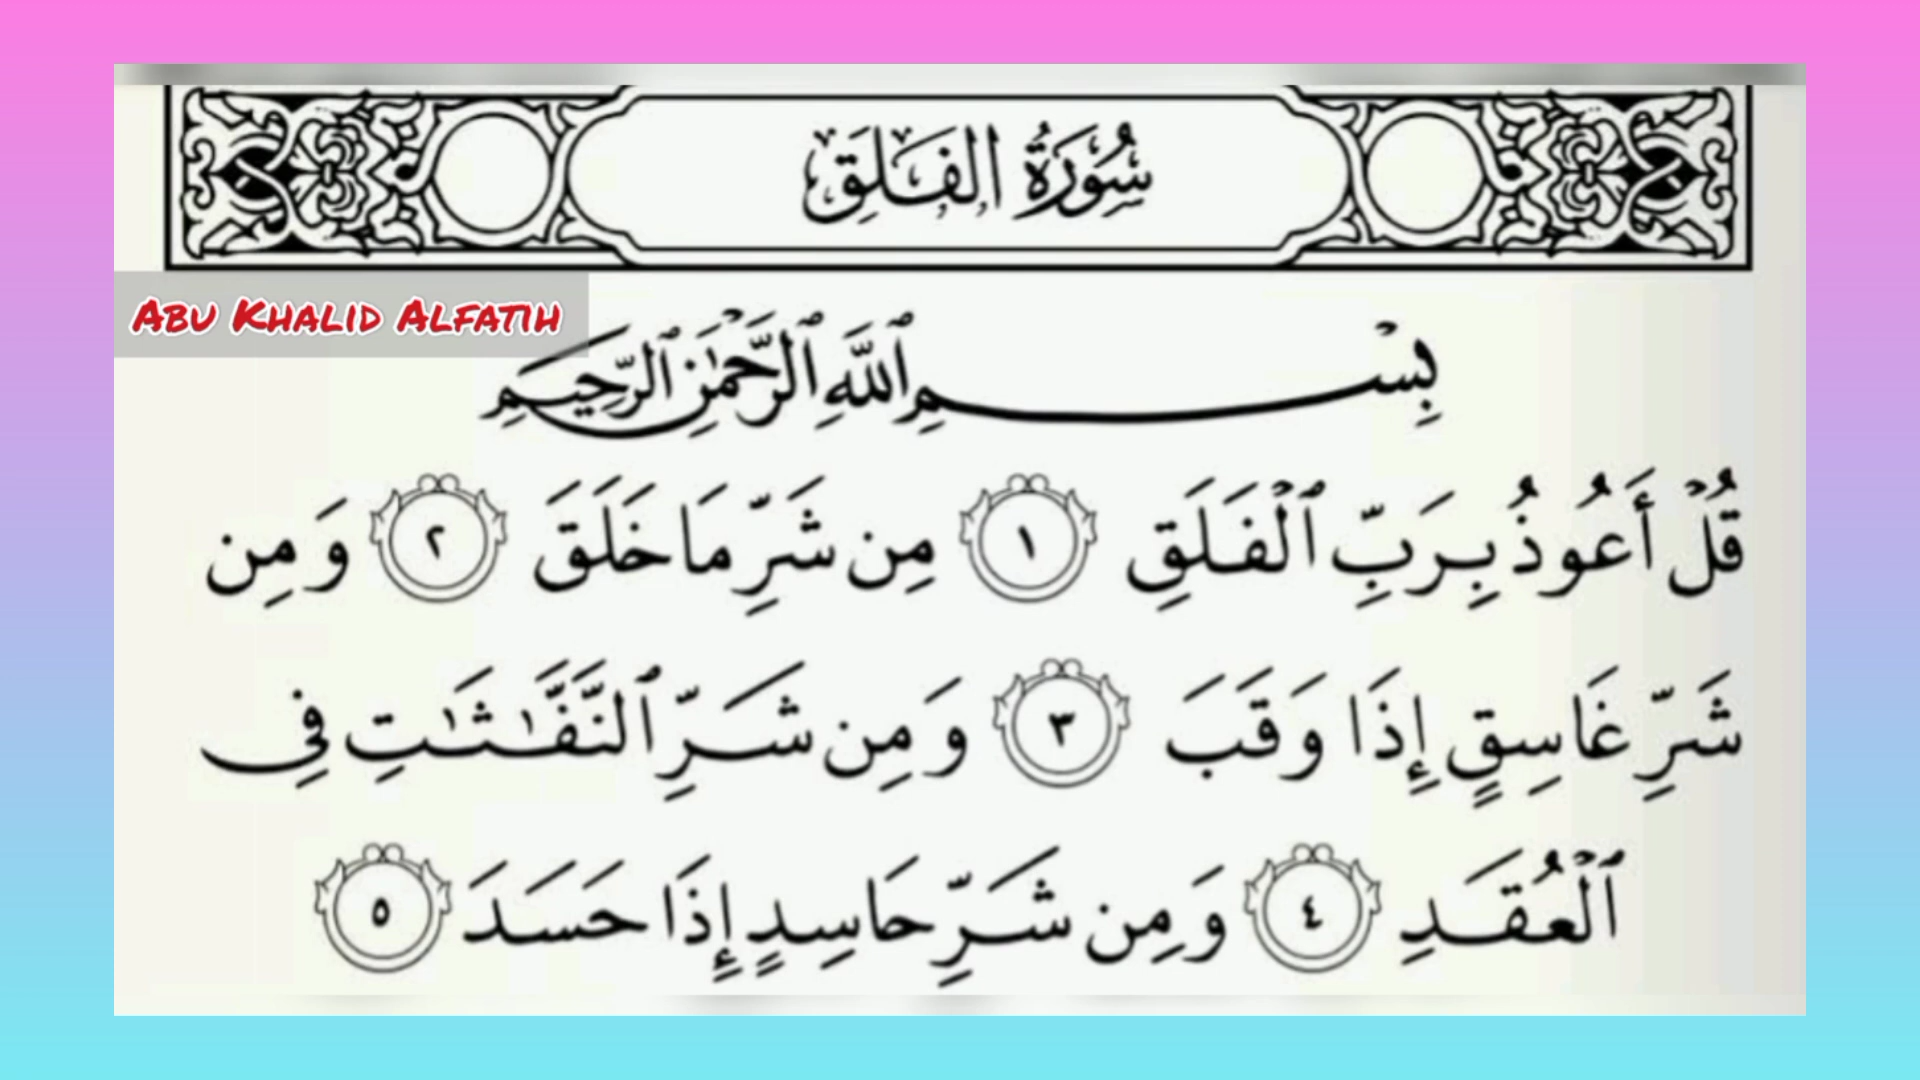 سُورَةُ الفَلَقِ
Abu Khalid Alfatih
بِسْمِ ٱللَّهِ ٱلرَّحْمَٰنِ ٱلرَّحِيمِ
قُلْ أَعُوذُ بِرَبِّ ٱلْفَلَقِ ١ مِن شَرِّ مَا خَلَقَ ٢ وَمِن
شَرِّ غَاسِقٍ إِذَا وَقَبَ ٣ وَمِن شَرِّ ٱلنَّفَّٰثَٰتِ فِى
ٱلْعُقَدِ ٤ وَمِن شَرِّ حَاسِدٍ إِذَا حَسَدَ ٥